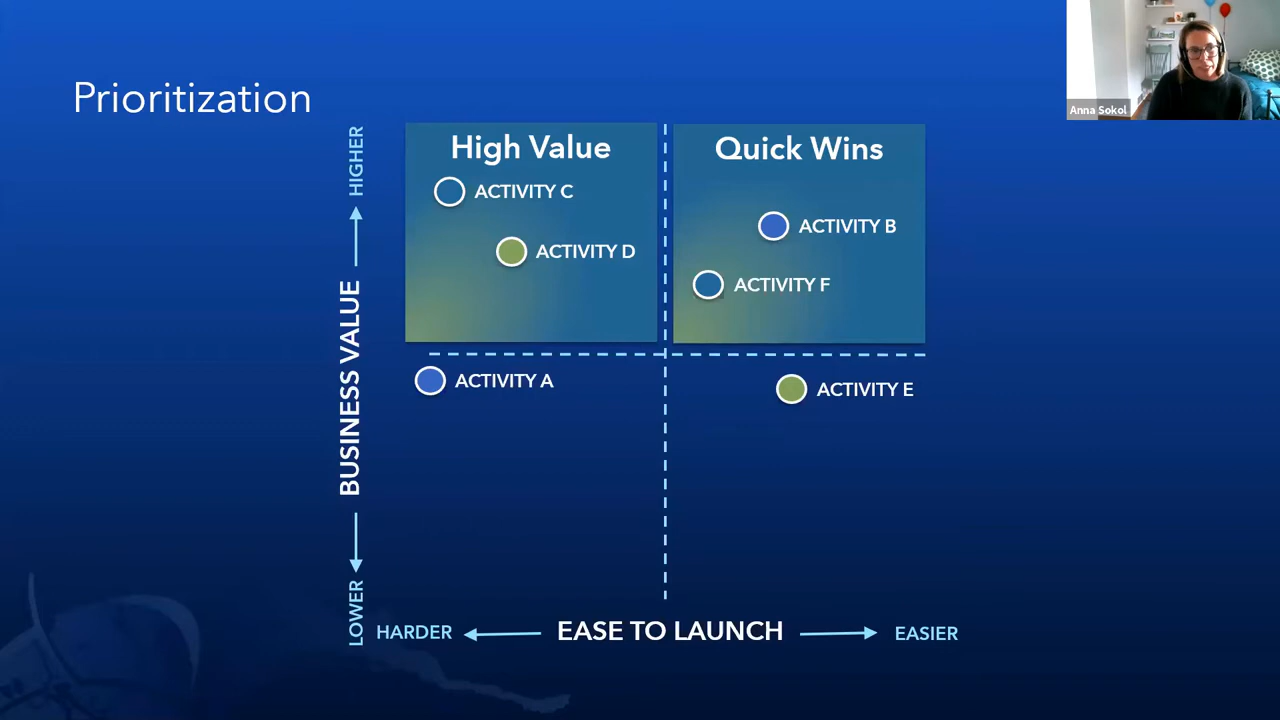 Prioritization
Anna Sokol
HIGHER
BUSINESS VALUE
LOWER
High Value
ACTIVITY C
ACTIVITY D
Quick Wins
ACTIVITY B
ACTIVITY F
ACTIVITY A
ACTIVITY E
HARDER
EASE TO LAUNCH
EASIER